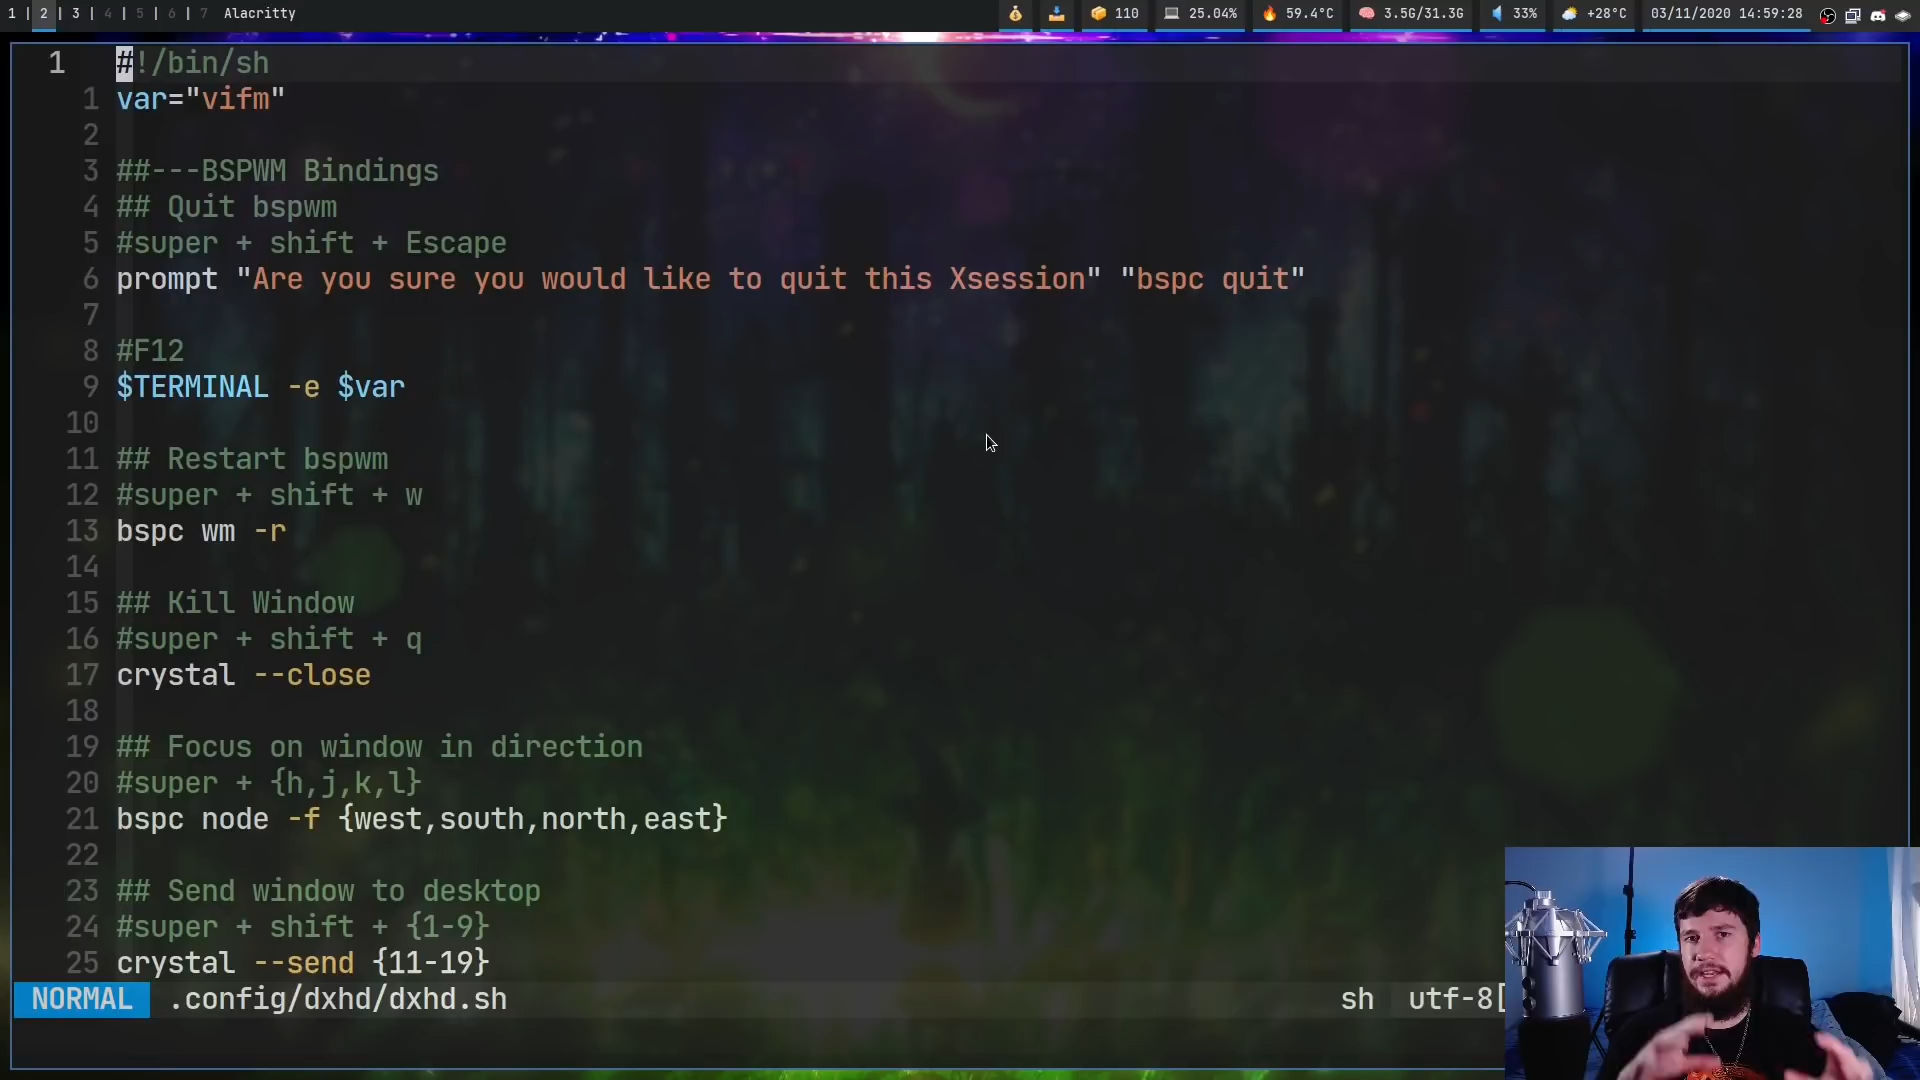 1 | 2 | 3 | 4 | 5 | 6 | 7 Alacritty 110 25.04% 59.4°C 3.5G/31.3G 33% +28°C 03/11/2020 14:59:28
1 #!/bin/sh
1 var="vifm"
2
3 ##---BSPWM Bindings
4 ## Quit bspwm
5 #super + shift + Escape
6 prompt "Are you sure you would like to quit this Xsession" "bspc quit"
7
8 #F12
9 $TERMINAL -e $var
10
11 ## Restart bspwm
12 #super + shift + w
13 bspc wm -r
14
15 ## Kill Window
16 #super + shift + q
17 crystal --close
18
19 ## Focus on window in direction
20 #super + {h,j,k,l}
21 bspc node -f {west,south,north,east}
22
23 ## Send window to desktop
24 #super + shift + {1-9}
25 crystal --send {11-19}
NORMAL .config/dxhd/dxhd.sh sh utf-8[